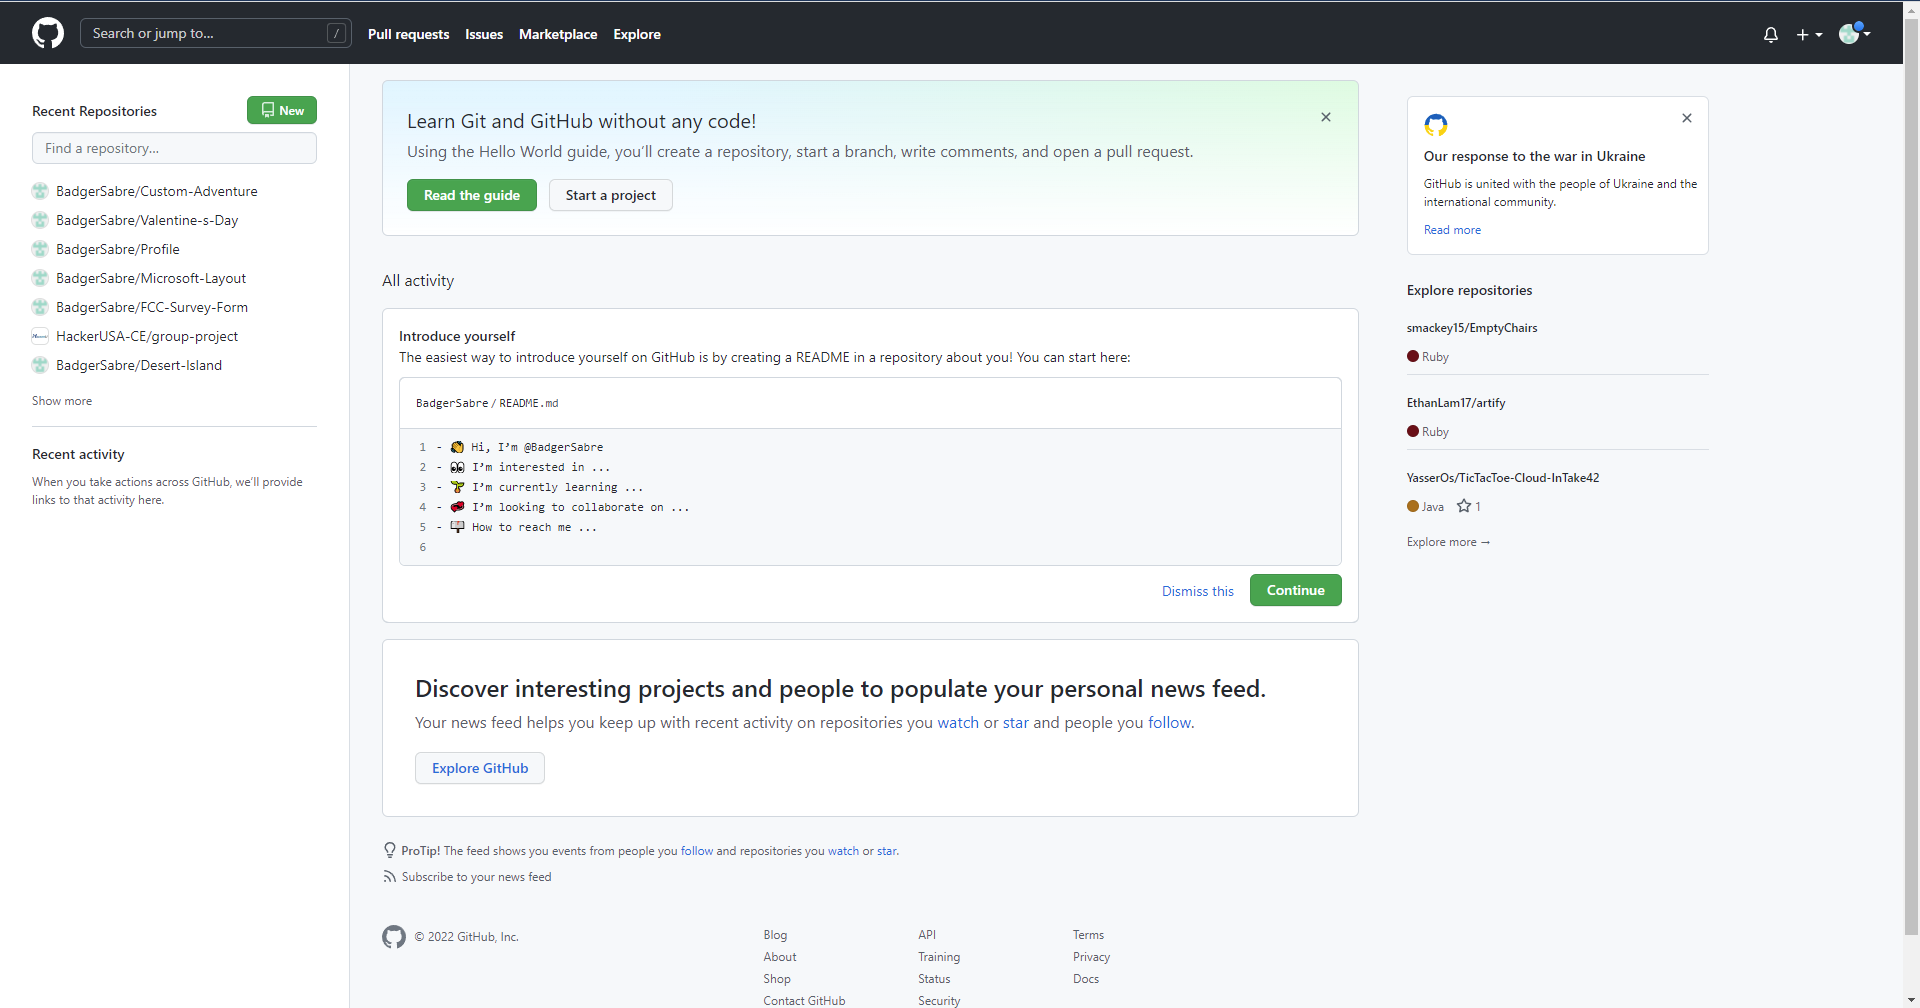 Search or jump to...
/
Pull requests
Issues
Marketplace
Explore
Recent Repositories
New
Find a repository...
BadgerSabre/Custom-Adventure
BadgerSabre/Valentine-s-Day
BadgerSabre/Profile
BadgerSabre/Microsoft-Layout
BadgerSabre/FCC-Survey-Form
HackerUSA-CE/group-project
BadgerSabre/Desert-Island
Show more
Recent activity
When you take actions across GitHub, we’ll provide
links to that activity here.
Learn Git and GitHub without any code!
Using the Hello World guide, you’ll create a repository, start a branch, write comments, and open a pull request.
Read the guide
Start a project
All activity
Introduce yourself
The easiest way to introduce yourself on GitHub is by creating a README in a repository about you! You can start here:
BadgerSabre / README.md
1 - 👋 Hi, I’m @BadgerSabre
2 - 👀 I’m interested in ...
3 - 🌱 I’m currently learning ...
4 - 💞️ I’m looking to collaborate on ...
5 - 📫 How to reach me ...
6
Dismiss this
Continue
Discover interesting projects and people to populate your personal news feed.
Your news feed helps you keep up with recent activity on repositories you watch or star and people you follow.
Explore GitHub
ProTip! The feed shows you events from people you follow and repositories you watch or star.
Subscribe to your news feed
© 2022 GitHub, Inc.
Blog
About
Shop
Contact GitHub
API
Training
Status
Security
Terms
Privacy
Docs
Our response to the war in Ukraine
GitHub is united with the people of Ukraine and the
international community.
Read more
Explore repositories
smackey15/EmptyChairs
Ruby
EthanLam17/artify
Ruby
YasserOs/TicTacToe-Cloud-InTake42
Java 1
Explore more →